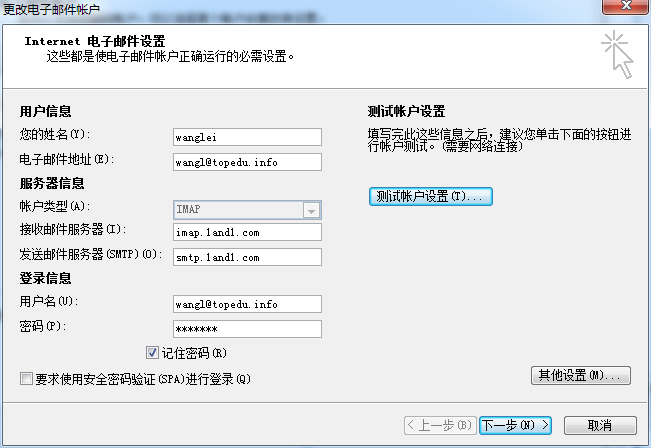 更改电子邮件帐户
Internet 电子邮件设置
这些都是使电子邮件帐户正确运行的必需设置。
用户信息
您的姓名(Y):
wanglei
电子邮件地址(E):
wangl@topedu.info
服务器信息
帐户类型(A):
IMAP
接收邮件服务器(I):
imap.1and1.com
发送邮件服务器(SMTP)(O):
smtp.1and1.com
登录信息
用户名(U):
wangl@topedu.info
密码(P):
*******
记住密码(R)
要求使用安全密码验证(SPA)进行登录(Q)
测试帐户设置
填写完此这些信息之后，建议您单击下面的按钮进
行帐户测试。(需要网络连接)
测试帐户设置(T)...
其他设置(M)...
< 上一步(B)
下一步(N) >
取消